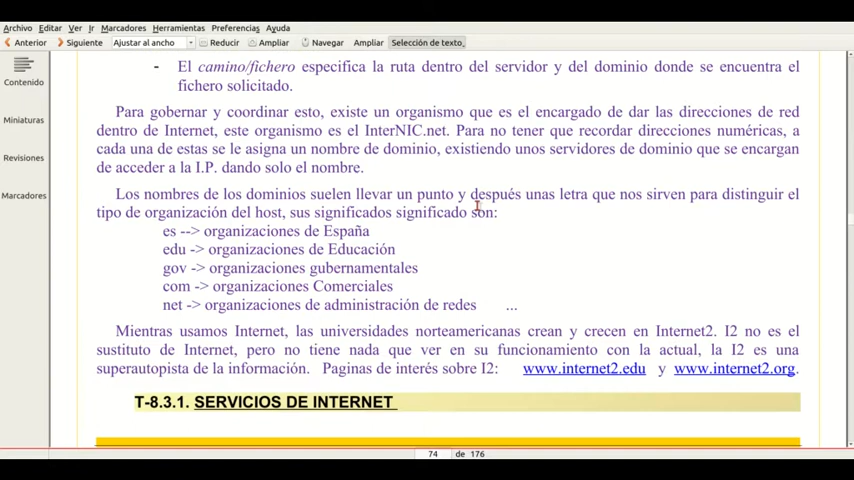 Archivo Editar Ver Ir Marcadores Herramientas Preferencias Ayuda
Anterior Siguiente Ajustar al ancho Reducir Ampliar Navegar Ampliar Selección de texto
Contenido
Miniaturas
Revisiones
Marcadores
- El camino/fichero especifica la ruta dentro del servidor y del dominio donde se encuentra el
fichero solicitado.
Para gobernar y coordinar esto, existe un organismo que es el encargado de dar las direcciones de red
dentro de Internet, este organismo es el InterNIC.net. Para no tener que recordar direcciones numéricas, a
cada una de estas se le asigna un nombre de dominio, existiendo unos servidores de dominio que se encargan
de acceder a la I.P. dando solo el nombre.
Los nombres de los dominios suelen llevar un punto y después unas letra que nos sirven para distinguir el
tipo de organización del host, sus significados significado son:
es --> organizaciones de España
edu -> organizaciones de Educación
gov -> organizaciones gubernamentales
com -> organizaciones Comerciales
net -> organizaciones de administración de redes ...
Mientras usamos Internet, las universidades norteamericanas crean y crecen en Internet2. I2 no es el
sustituto de Internet, pero no tiene nada que ver en su funcionamiento con la actual, la I2 es una
superautopista de la información. Paginas de interés sobre I2: www.internet2.edu y www.internet2.org.
T-8.3.1. SERVICIOS DE INTERNET
74 de 176